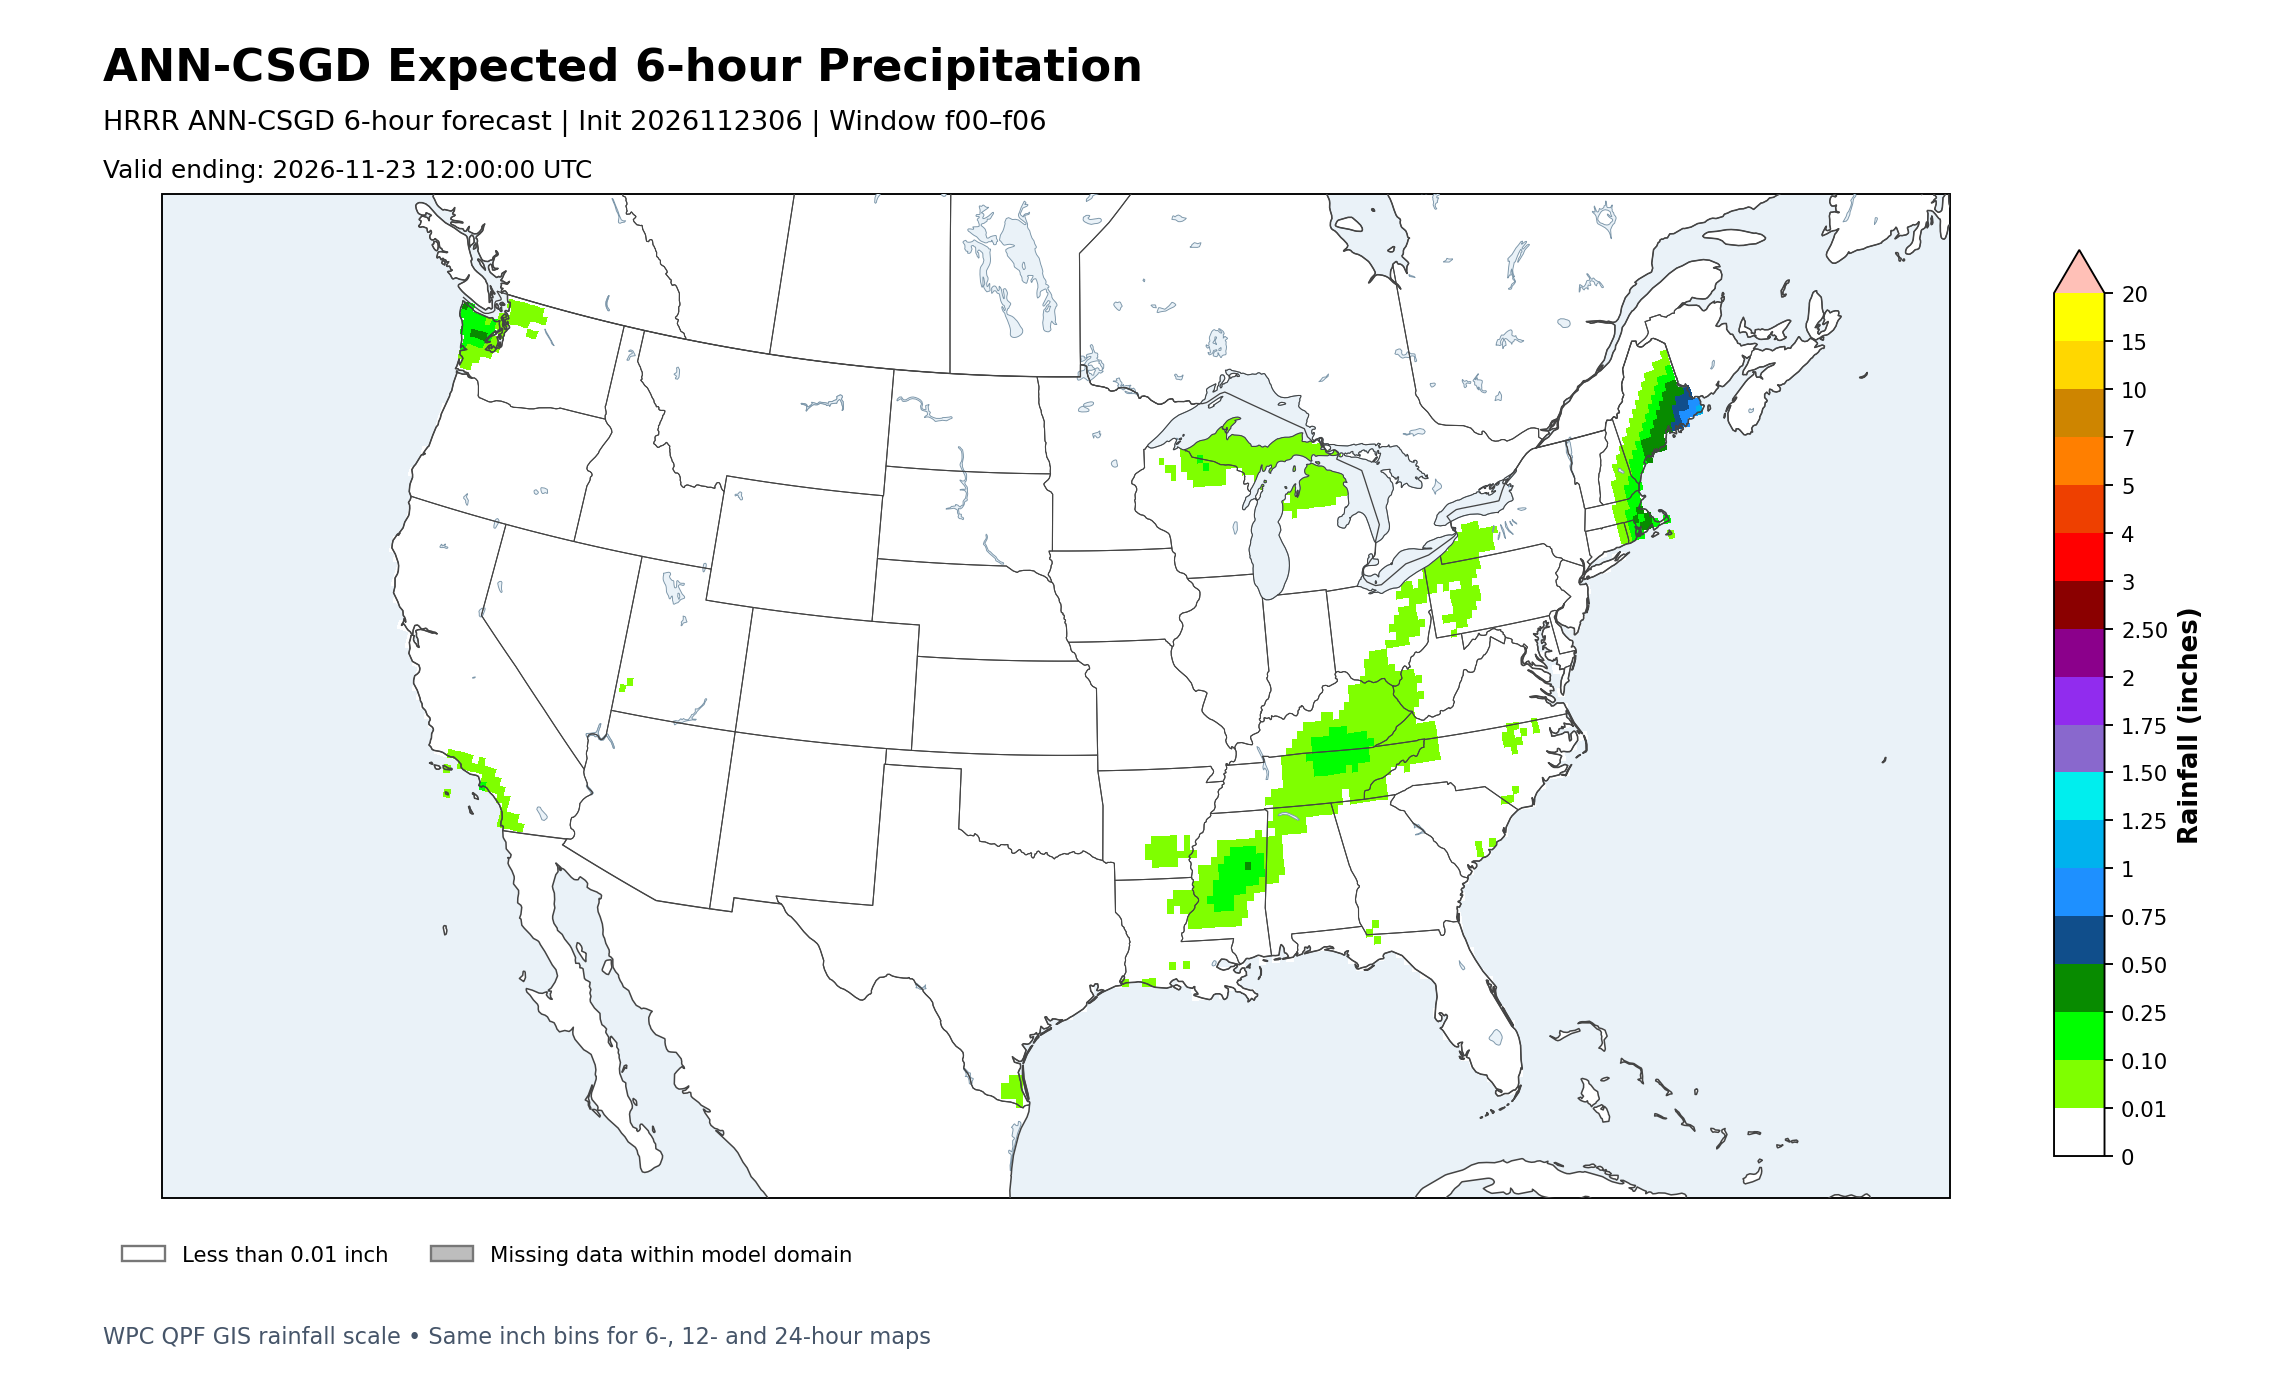 ANN-CSGD Expected 6-hour Precipitation
HRRR ANN-CSGD 6-hour forecast | Init 2026112306 | Window f00–f06
Valid ending: 2026-11-23 12:00:00 UTC
20
15
10
7
5
4
3
2.50
2
1.75
1.50
1.25
1
0.75
0.50
0.25
0.10
0.01
0
Rainfall (inches)
Less than 0.01 inch
Missing data within model domain
WPC QPF GIS rainfall scale • Same inch bins for 6-, 12- and 24-hour maps